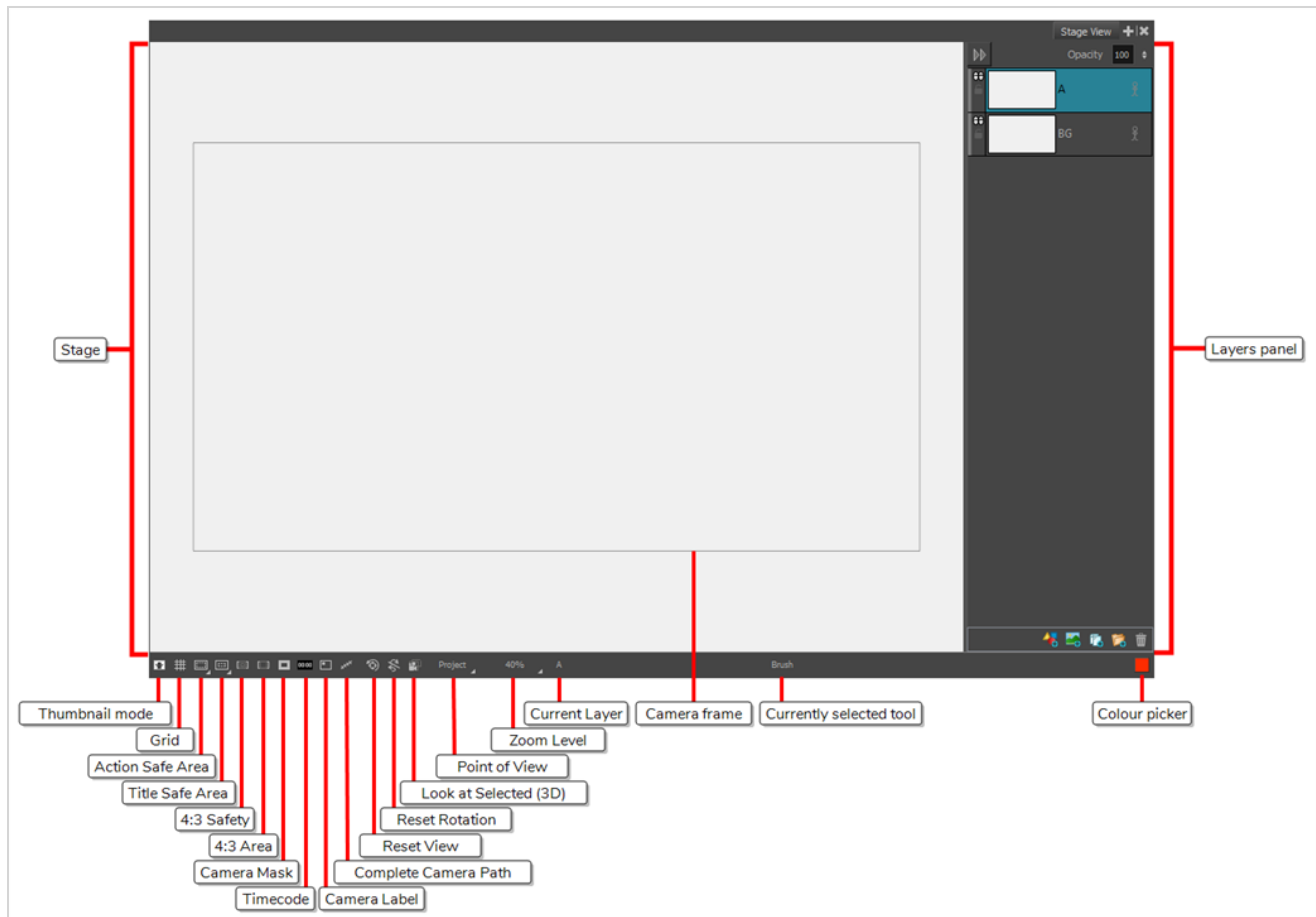 Stage View
Opacity 100
A
BG
Stage
Layers panel
00:00
Project
40%
A
Brush
Thumbnail mode
Current Layer
Camera frame
Currently selected tool
Colour picker
Grid
Zoom Level
Action Safe Area
Point of View
Title Safe Area
Look at Selected (3D)
4:3 Safety
Reset Rotation
4:3 Area
Reset View
Camera Mask
Complete Camera Path
Timecode
Camera Label